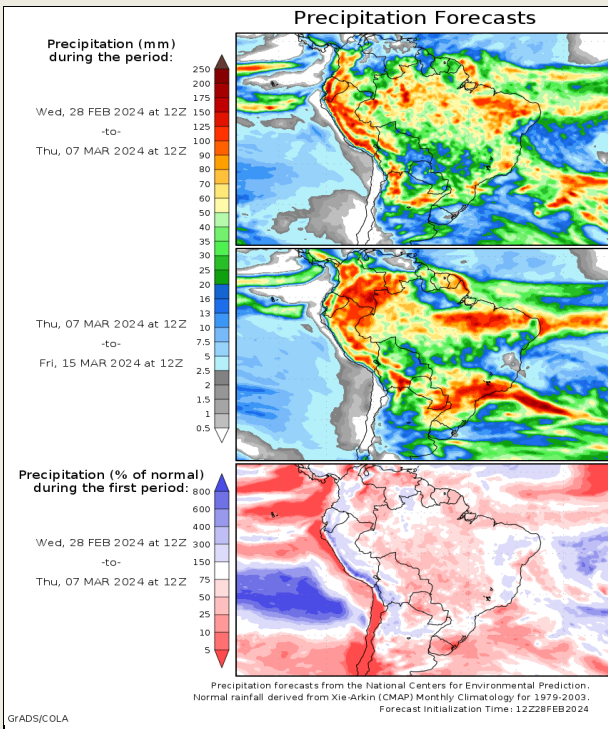 Precipitation Forecasts
Precipitation (mm)
during the period:
Wed, 28 FEB 2024 at 12Z
-to-
Thu, 07 MAR 2024 at 12Z
250
200
175
150
125
100
90
80
70
60
50
40
35
30
25
20
16
13
10
7.5
5
2.5
2
1.5
1
0.5
Thu, 07 MAR 2024 at 12Z
-to-
Fri, 15 MAR 2024 at 12Z
Precipitation (% of normal)
during the first period:
Wed, 28 FEB 2024 at 12Z
-to-
Thu, 07 MAR 2024 at 12Z
800
600
400
300
150
75
50
25
10
5
Precipitation forecasts from the National Centers for Environmental Prediction.
Normal rainfall derived from Xie-Arkin (CMAP) Monthly Climatology for 1979-2003.
Forecast Initialization Time: 12Z28FEB2024
GrADS/COLA